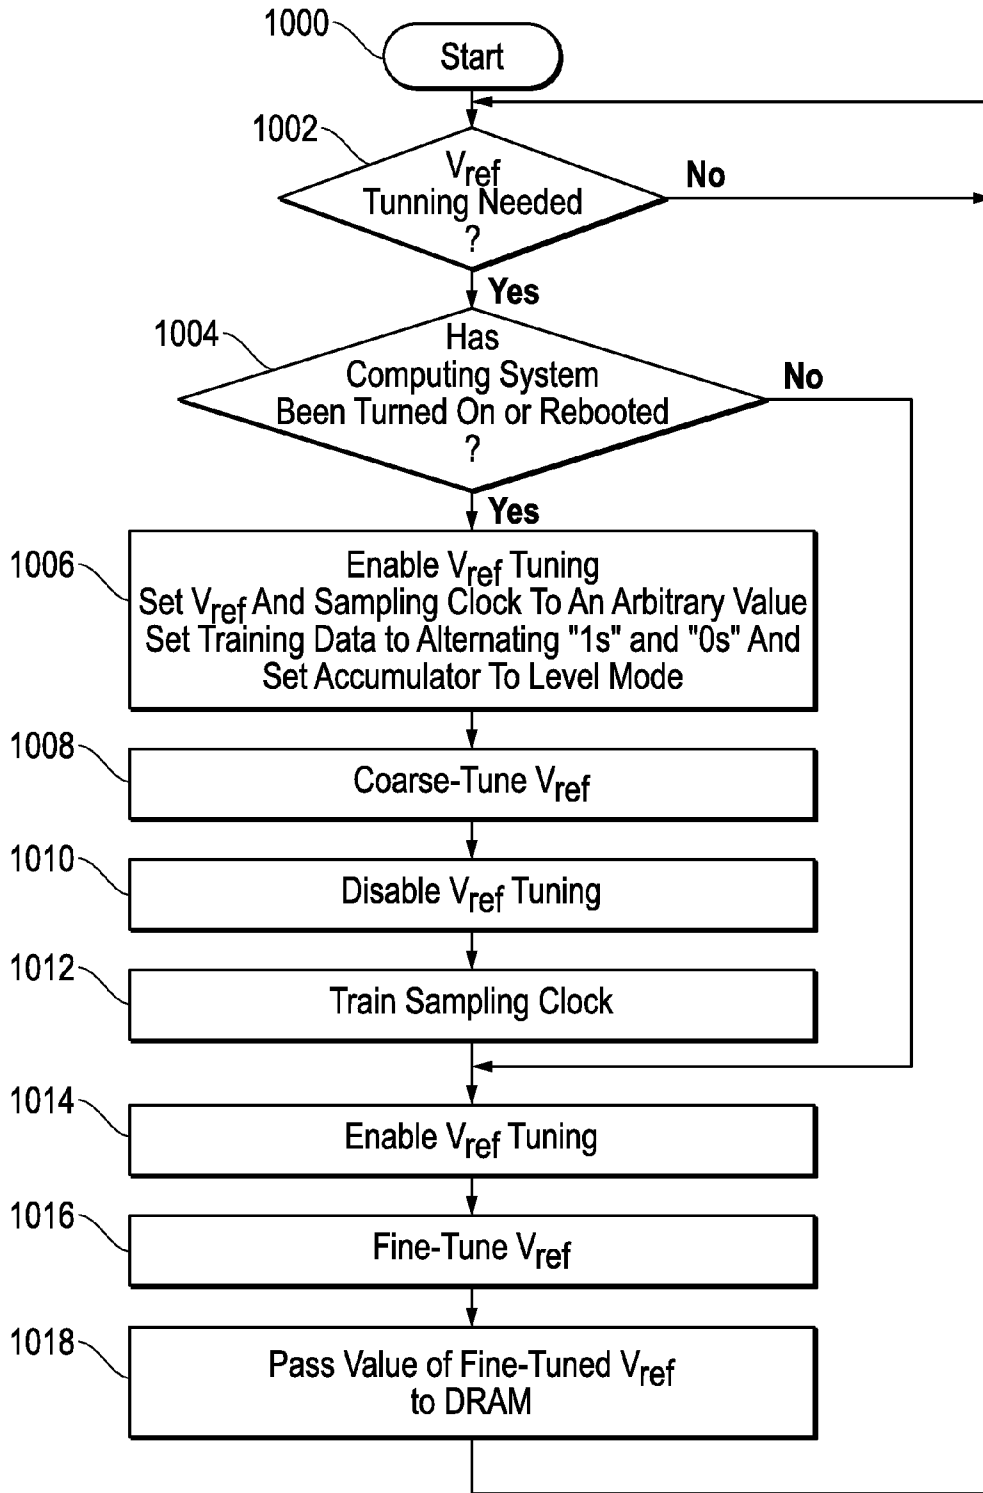 1000
Start
1002
Vref
Tunning Needed
?
No
Yes
1004
Has
Computing System
Been Turned On or Rebooted
?
No
Yes
1006
Enable Vref Tuning
Set Vref And Sampling Clock To An Arbitrary Value
Set Training Data to Alternating "1s" and "0s" And
Set Accumulator To Level Mode
1008
Coarse-Tune Vref
1010
Disable Vref Tuning
1012
Train Sampling Clock
1014
Enable Vref Tuning
1016
Fine-Tune Vref
1018
Pass Value of Fine-Tuned Vref
to DRAM